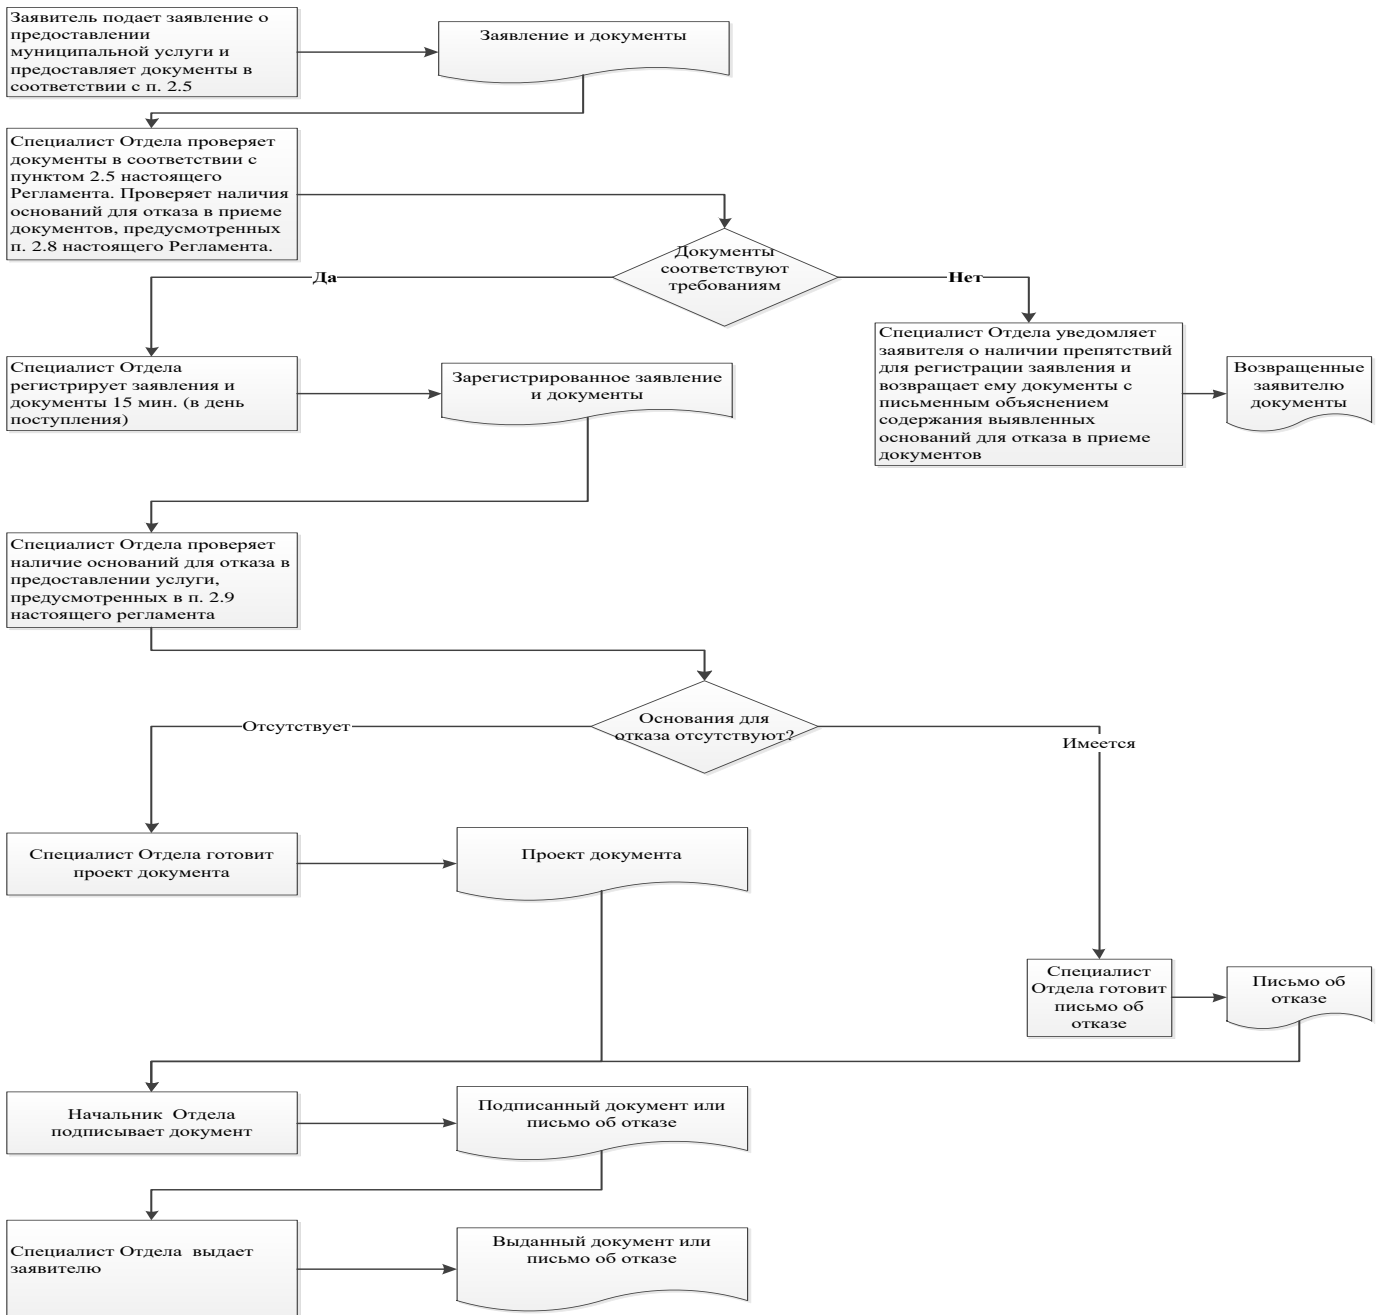 Заявитель подает заявление о
предоставлении
муниципальной услуги и
предоставляет документы в
соответствии с п. 2.5
Заявление и документы
Специалист Отдела проверяет
документы в соответствии с
пунктом 2.5 настоящего
Регламента. Проверяет наличия
оснований для отказа в приеме
документов, предусмотренных
п. 2.8 настоящего Регламента.
Документы
соответствуют
требованиям
Да
Нет
Специалист Отдела
регистрирует заявления и
документы 15 мин. (в день
поступления)
Зарегистрированное заявление
и документы
Специалист Отдела уведомляет
заявителя о наличии препятствий
для регистрации заявления и
возвращает ему документы с
письменным объяснением
содержания выявленных
оснований для отказа в приеме
документов
Возвращенные
заявителю
документы
Специалист Отдела проверяет
наличие оснований для отказа в
предоставлении услуги,
предусмотренных в п. 2.9
настоящего регламента
Основания для
отказа отсутствуют?
Отсутствует
Имеется
Специалист Отдела готовит
проект документа
Проект документа
Специалист
Отдела готовит
письмо об
отказе
Письмо об
отказе
Начальник  Отдела
подписывает документ
Подписанный документ или
письмо об отказе
Специалист Отдела  выдает
заявителю
Выданный документ или
письмо об отказе